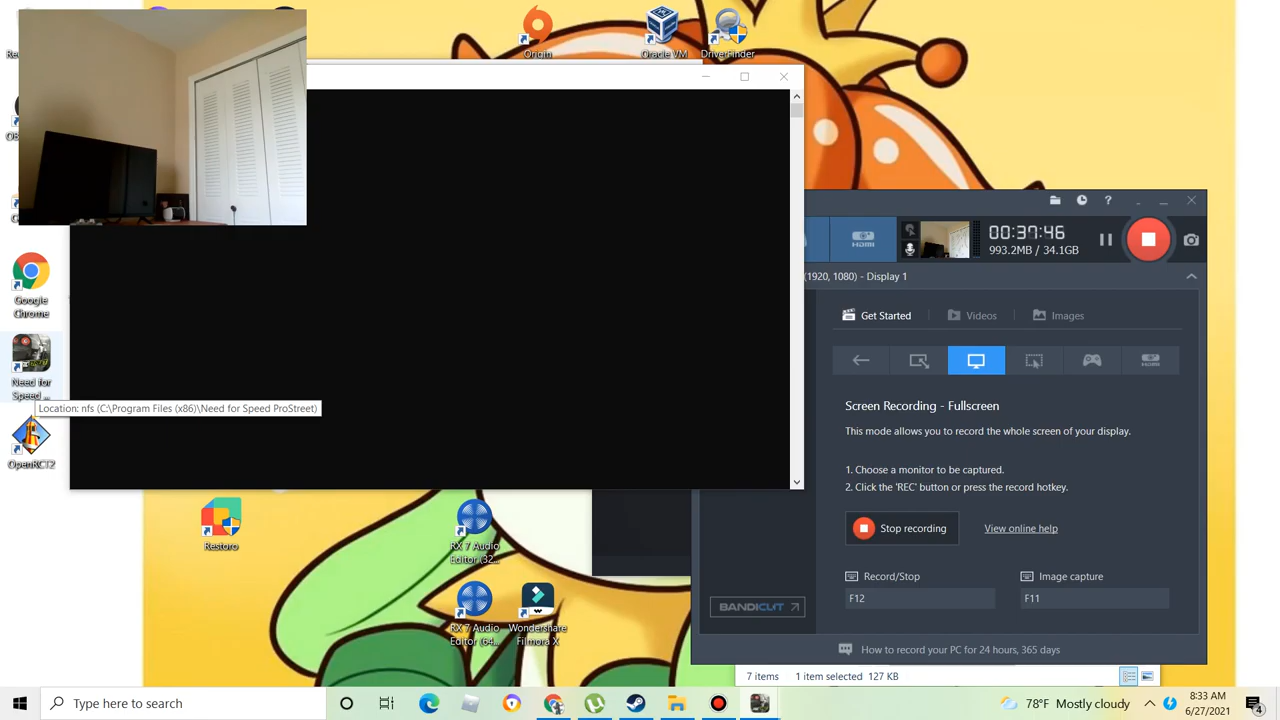 Origin
Oracle VM
DriverFinder
00:37:46
993.2MB / 34.1GB
(1920, 1080) - Display 1
Get Started
Videos
Images
HDMI
Google
Chrome
Need for
Speed ...
Location: nfs (C:\Program Files (x86)\Need for Speed ProStreet)
OpenRCT2
Screen Recording - Fullscreen
This mode allows you to record the whole screen of your display.
1. Choose a monitor to be captured.
2. Click the 'REC' button or press the record hotkey.
Stop recording
View online help
Restoro
RX 7 Audio
Editor (32...
Record/Stop
Image capture
F12
F11
RX 7 Audio
Editor (64...
Wondershare
Filmora X
BANDICUT
How to record your PC for 24 hours, 365 days
7 items
1 item selected 127 KB
Type here to search
78°F Mostly cloudy
8:33 AM
6/27/2021
4